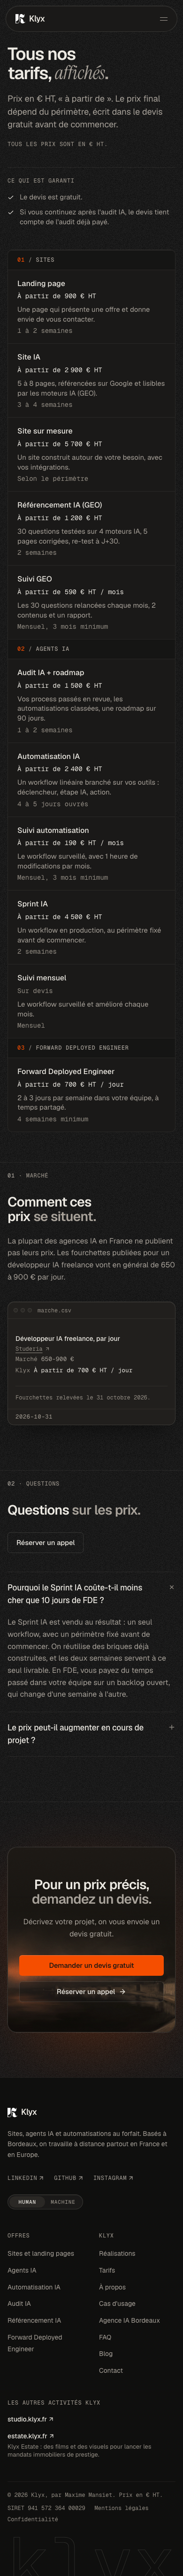 Klyx
Tous nos
tarifs, affichés.
Prix en € HT, « à partir de ». Le prix final
dépend du périmètre, écrit dans le devis
gratuit avant de commencer.
TOUS LES PRIX SONT EN € HT.
CE QUI EST GARANTI
Le devis est gratuit.
Si vous continuez après l'audit IA, le devis tient
compte de l'audit déjà payé.
01 / SITES
Landing page
À partir de 900 € HT
Une page qui présente une offre et donne
envie de vous contacter.
1 à 2 semaines
Site IA
À partir de 2 900 € HT
5 à 8 pages, référencées sur Google et lisibles
par les moteurs IA (GEO).
3 à 4 semaines
Site sur mesure
À partir de 5 700 € HT
Un site construit autour de votre besoin, avec
vos intégrations.
Selon le périmètre
Référencement IA (GEO)
À partir de 1 200 € HT
30 questions testées sur 4 moteurs IA, 5
pages corrigées, re-test à J+30.
2 semaines
Suivi GEO
À partir de 590 € HT / mois
Les 30 questions relancées chaque mois, 2
contenus et un rapport.
Mensuel, 3 mois minimum
02 / AGENTS IA
Audit IA + roadmap
À partir de 1 500 € HT
Vos process passés en revue, les
automatisations classées, une roadmap sur
90 jours.
1 à 2 semaines
Automatisation IA
À partir de 2 400 € HT
Un workflow linéaire branché sur vos outils :
déclencheur, étape IA, action.
4 à 5 jours ouvrés
Suivi automatisation
À partir de 190 € HT / mois
Le workflow surveillé, avec 1 heure de
modifications par mois.
Mensuel, 3 mois minimum
Sprint IA
À partir de 4 500 € HT
Un workflow en production, au périmètre fixé
avant de commencer.
2 semaines
Suivi mensuel
Sur devis
Le workflow surveillé et amélioré chaque
mois.
Mensuel
03 / FORWARD DEPLOYED ENGINEER
Forward Deployed Engineer
À partir de 700 € HT / jour
2 à 3 jours par semaine dans votre équipe, à
temps partagé.
4 semaines minimum
01 · MARCHÉ
Comment ces
prix se situent.
La plupart des agences IA en France ne publient
pas leurs prix. Les fourchettes publiées pour un
développeur IA freelance vont en général de 650
à 900 € par jour.
marche.csv
Développeur IA freelance, par jour
Studeria ↗
Marché 650-900 €
Klyx À partir de 700 € HT / jour
Fourchettes relevées le 31 octobre 2026.
2026-10-31
02 · QUESTIONS
Questions sur les prix.
Réserver un appel
Pourquoi le Sprint IA coûte-t-il moins
cher que 10 jours de FDE ?
Le Sprint IA est vendu au résultat : un seul
workflow, avec un périmètre fixé avant de
commencer. On réutilise des briques déjà
construites, et les deux semaines servent à ce
seul livrable. En FDE, vous payez du temps
passé dans votre équipe sur un backlog ouvert,
qui change d'une semaine à l'autre.
Le prix peut-il augmenter en cours de
projet ?
Pour un prix précis,
demandez un devis.
Décrivez votre projet, on vous envoie un
devis gratuit.
Demander un devis gratuit
Réserver un appel →
Klyx
Sites, agents IA et automatisations au forfait. Basés à
Bordeaux, on travaille à distance partout en France et
en Europe.
LINKEDIN ↗ GITHUB ↗ INSTAGRAM ↗
HUMAN MACHINE
OFFRES
Sites et landing pages
Agents IA
Automatisation IA
Audit IA
Référencement IA
Forward Deployed
Engineer
KLYX
Réalisations
Tarifs
À propos
Cas d'usage
Agence IA Bordeaux
FAQ
Blog
Contact
LES AUTRES ACTIVITÉS KLYX
studio.klyx.fr ↗
estate.klyx.fr ↗
Klyx Estate : des films et des visuels pour lancer les
mandats immobiliers de prestige.
© 2026 Klyx, par Maxime Mansiet. Prix en € HT.
SIRET 941 572 364 00029 Mentions légales
Confidentialité
klyx